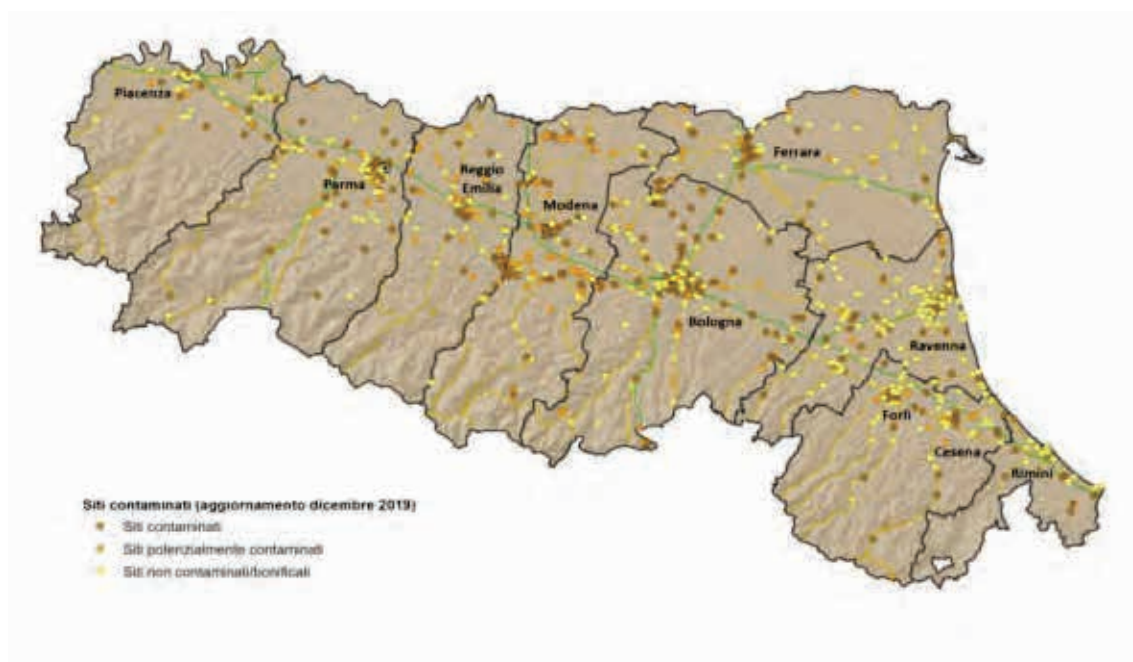 Piacenza
Parma
Reggio
Emilia
Modena
Ferrara
Bologna
Ravenna
Forlì
Cesena
Rimini
Siti contaminati (aggiornamento dicembre 2019)
Siti contaminati
Siti potenzialmente contaminati
Siti non contaminati/bonificati